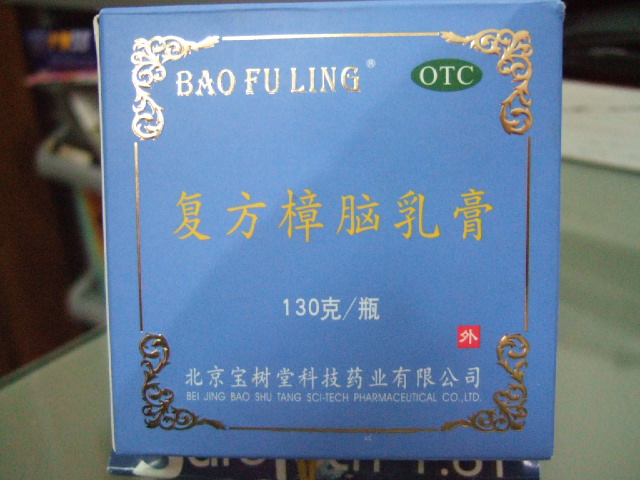 BAO FU LING®
OTC
复方樟脑乳膏
130克/瓶
外
北京宝树堂科技药业有限公司
BEI JING BAO SHU TANG SCI-TECH PHARMACEUTICAL CO.,LTD.